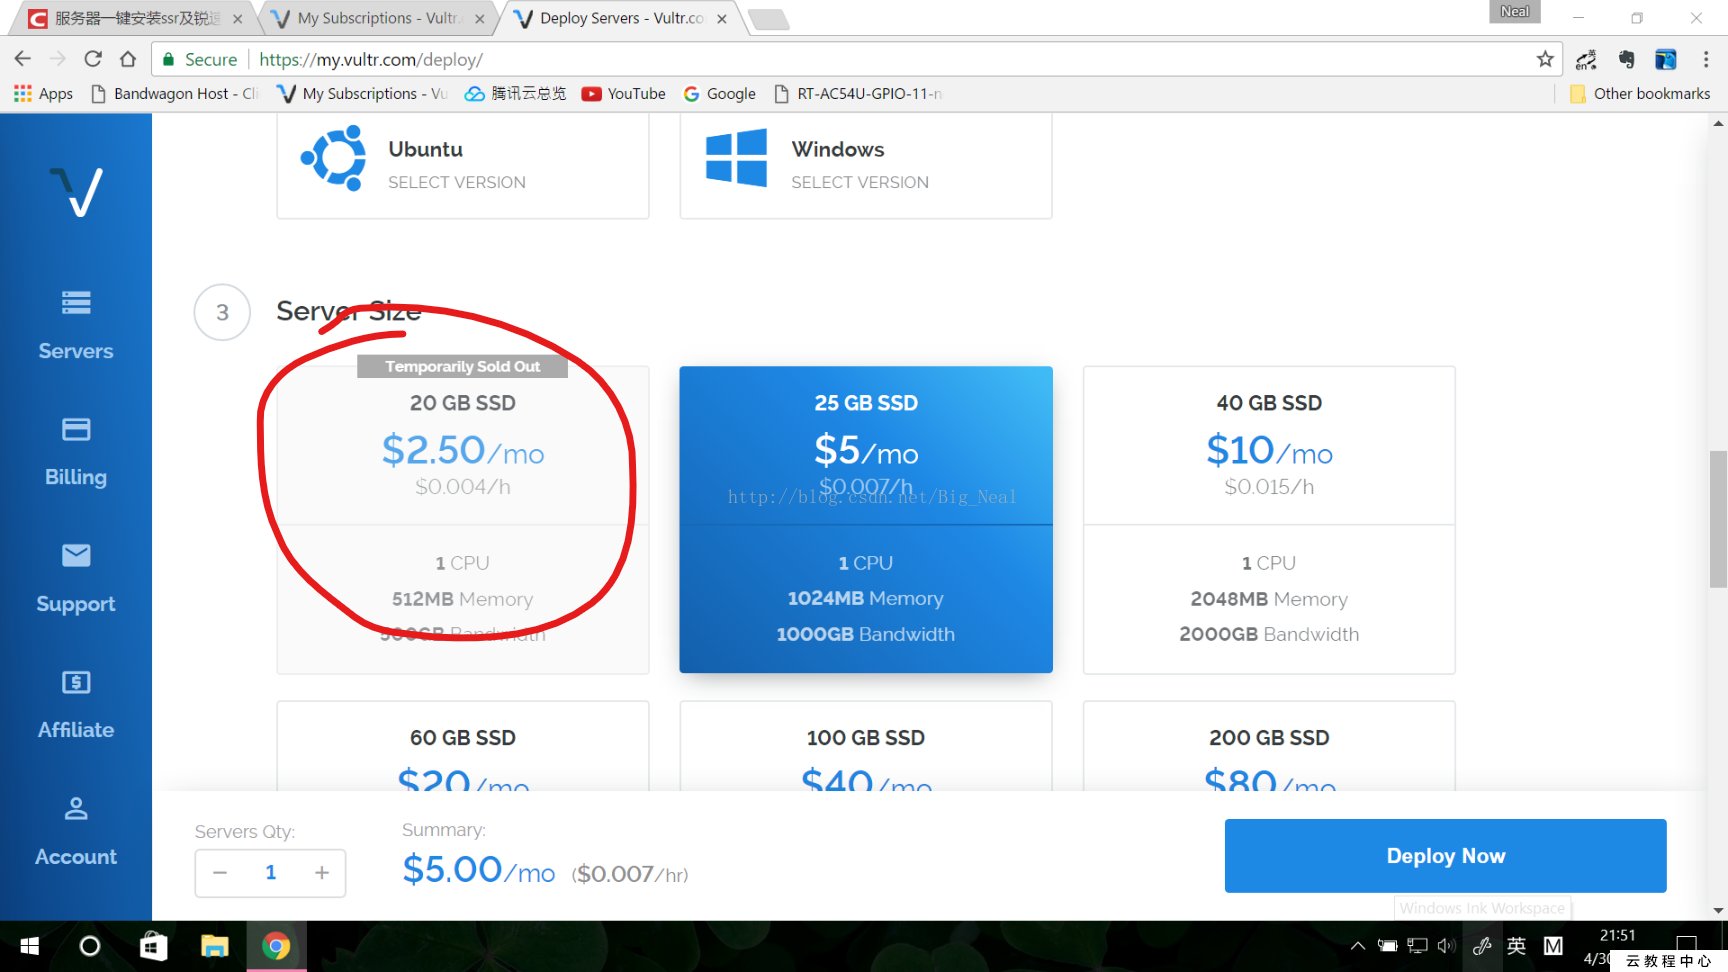 服务器一键安装ssr及锐速
My Subscriptions - Vultr.
Deploy Servers - Vultr.co
Neal
Secure
https://my.vultr.com/deploy/
Apps
Bandwagon Host - Cli
My Subscriptions - Vu
腾讯云总览
YouTube
Google
RT-AC54U-GPIO-11-n
Other bookmarks
Servers
Billing
Support
Affiliate
Account
Ubuntu
SELECT VERSION
Windows
SELECT VERSION
3
Server Size
Temporarily Sold Out
20 GB SSD
$2.50/mo
$0.004/h
1 CPU
512MB Memory
500GB Bandwidth
25 GB SSD
$5/mo
$0.007/h
http://blog.csdn.net/Big_Neal
1 CPU
1024MB Memory
1000GB Bandwidth
40 GB SSD
$10/mo
$0.015/h
1 CPU
2048MB Memory
2000GB Bandwidth
60 GB SSD
$20/mo
100 GB SSD
$40/mo
200 GB SSD
$80/mo
Servers Qty:
− 1 +
Summary:
$5.00/mo ($0.007/hr)
Deploy Now
Windows Ink Workspace
英
M
21:51
4/30
云教程中心